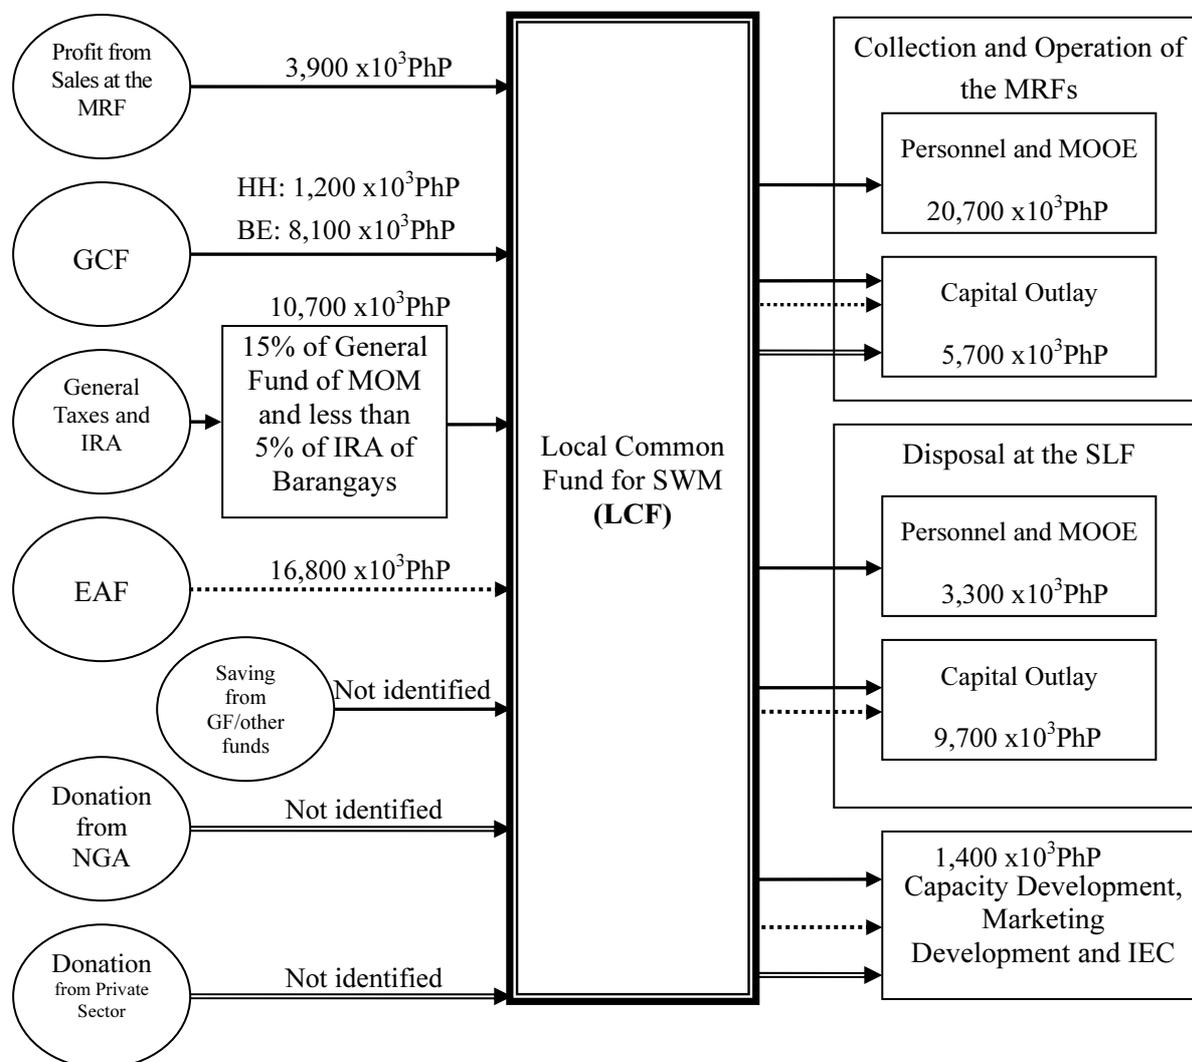 Profit from
Sales at the
MRF
3,900 x10³PhP
GCF
HH: 1,200 x10³PhP
BE: 8,100 x10³PhP
General
Taxes and
IRA
10,700 x10³PhP
15% of General
Fund of MOM
and less than
5% of IRA of
Barangays
EAF
16,800 x10³PhP
Saving
from
GF/other
funds
Not identified
Donation
from
NGA
Not identified
Donation
from Private
Sector
Not identified
Local Common
Fund for SWM
(LCF)
Collection and Operation of
the MRFs
Personnel and MOOE
20,700 x10³PhP
Capital Outlay
5,700 x10³PhP
Disposal at the SLF
Personnel and MOOE
3,300 x10³PhP
Capital Outlay
9,700 x10³PhP
1,400 x10³PhP
Capacity Development,
Marketing
Development and IEC